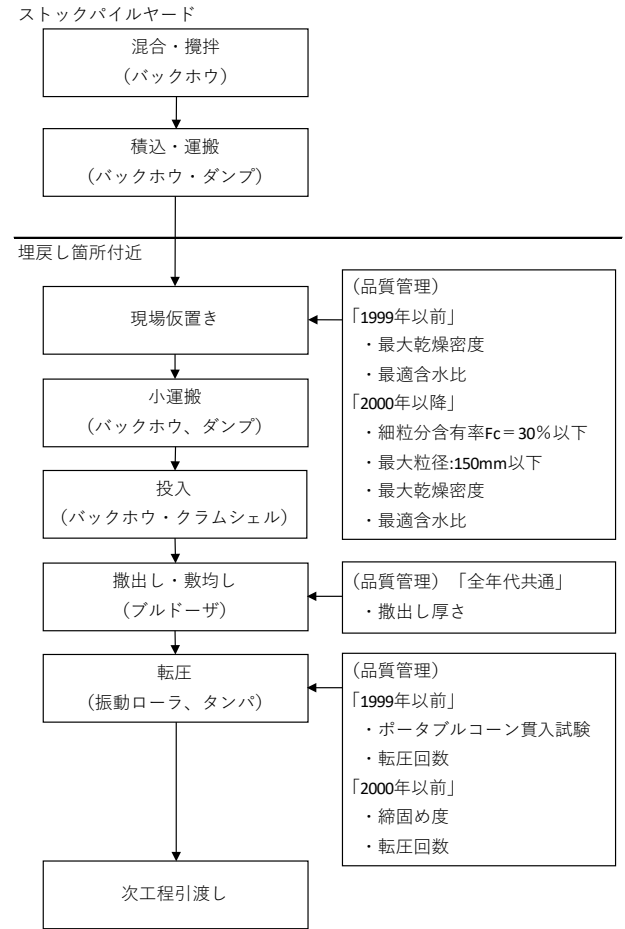 ストックパイルヤード
混合・攪拌
（バックホウ）
積込・運搬
（バックホウ・ダンプ）
埋戻し箇所付近
現場仮置き
（品質管理）
「1999年以前」
・最大乾燥密度
・最適含水比
「2000年以降」
・細粒分含有率Fc＝30％以下
・最大粒径:150mm以下
・最大乾燥密度
・最適含水比
小運搬
（バックホウ、ダンプ）
投入
（バックホウ・クラムシェル）
撒出し・敷均し
（ブルドーザ）
（品質管理）「全年代共通」
・撒出し厚さ
転圧
（振動ローラ、タンパ）
（品質管理）
「1999年以前」
・ポータブルコーン貫入試験
・転圧回数
「2000年以前」
・締固め度
・転圧回数
次工程引渡し